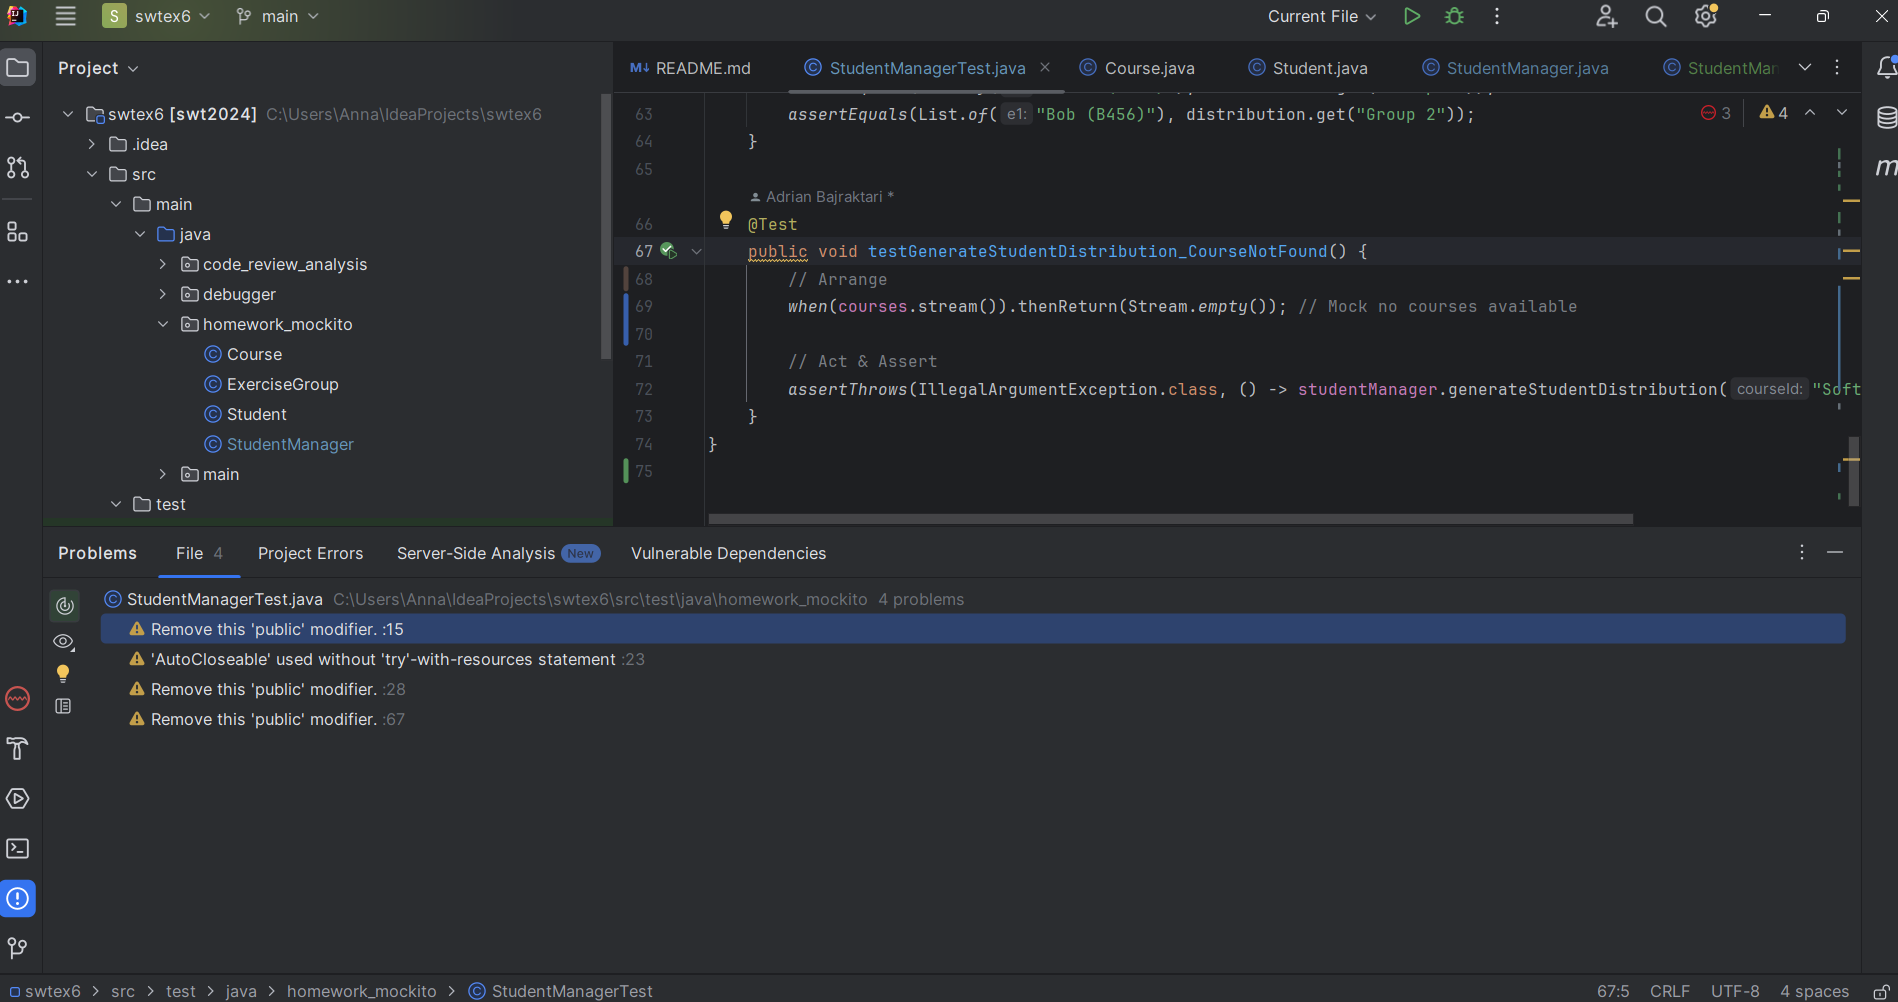 S swtex6 main Current File
Project
README.md StudentManagerTest.java Course.java Student.java StudentManager.java StudentMan
swtex6 [swt2024] C:\Users\Anna\IdeaProjects\swtex6
.idea
src
main
java
code_review_analysis
debugger
homework_mockito
Course
ExerciseGroup
Student
StudentManager
main
test
63 assertEquals(List.of( e1: "Bob (B456)"), distribution.get("Group 2"));
3 4
64 }
65
Adrian Bajraktari *
66 @Test
67 public void testGenerateStudentDistribution_CourseNotFound() {
68 // Arrange
69 when(courses.stream()).thenReturn(Stream.empty()); // Mock no courses available
70
71 // Act & Assert
72 assertThrows(IllegalArgumentException.class, () -> studentManager.generateStudentDistribution( courseId: "Soft
73 }
74 }
75
Problems File 4 Project Errors Server-Side Analysis New Vulnerable Dependencies
StudentManagerTest.java C:\Users\Anna\IdeaProjects\swtex6\src\test\java\homework_mockito 4 problems
Remove this 'public' modifier. :15
'AutoCloseable' used without 'try'-with-resources statement :23
Remove this 'public' modifier. :28
Remove this 'public' modifier. :67
swtex6 > src > test > java > homework_mockito > StudentManagerTest 67:5 CRLF UTF-8 4 spaces